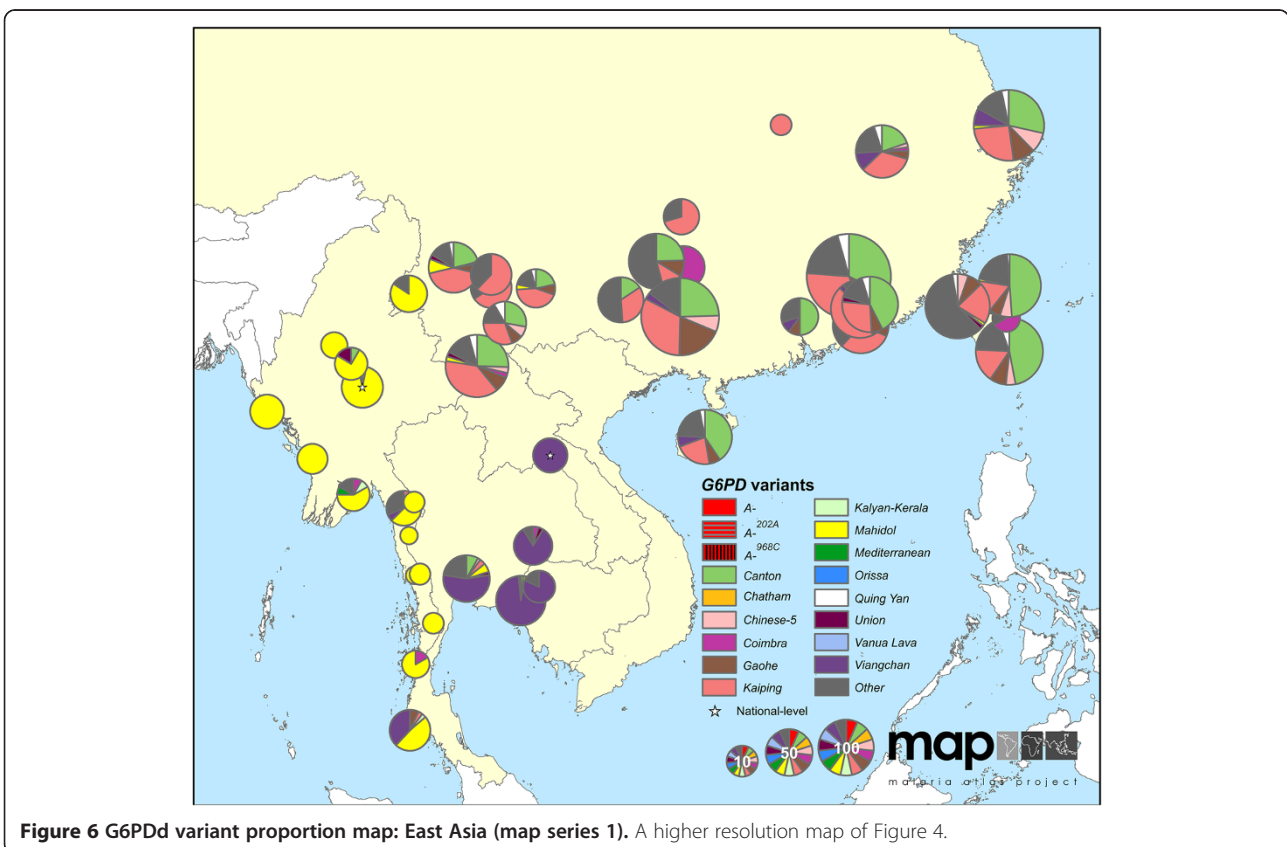 G6PD variants
A-
A-202A
A-968C
Canton
Chatham
Chinese-5
Coimbra
Gaohe
Kaiping
Kalyan-Kerala
Mahidol
Mediterranean
Orissa
Quing Yan
Union
Vanua Lava
Viangchan
Other
National-level
10
50
100
map
malaria atlas project
Figure 6 G6PDd variant proportion map: East Asia (map series 1). A higher resolution map of Figure 4.